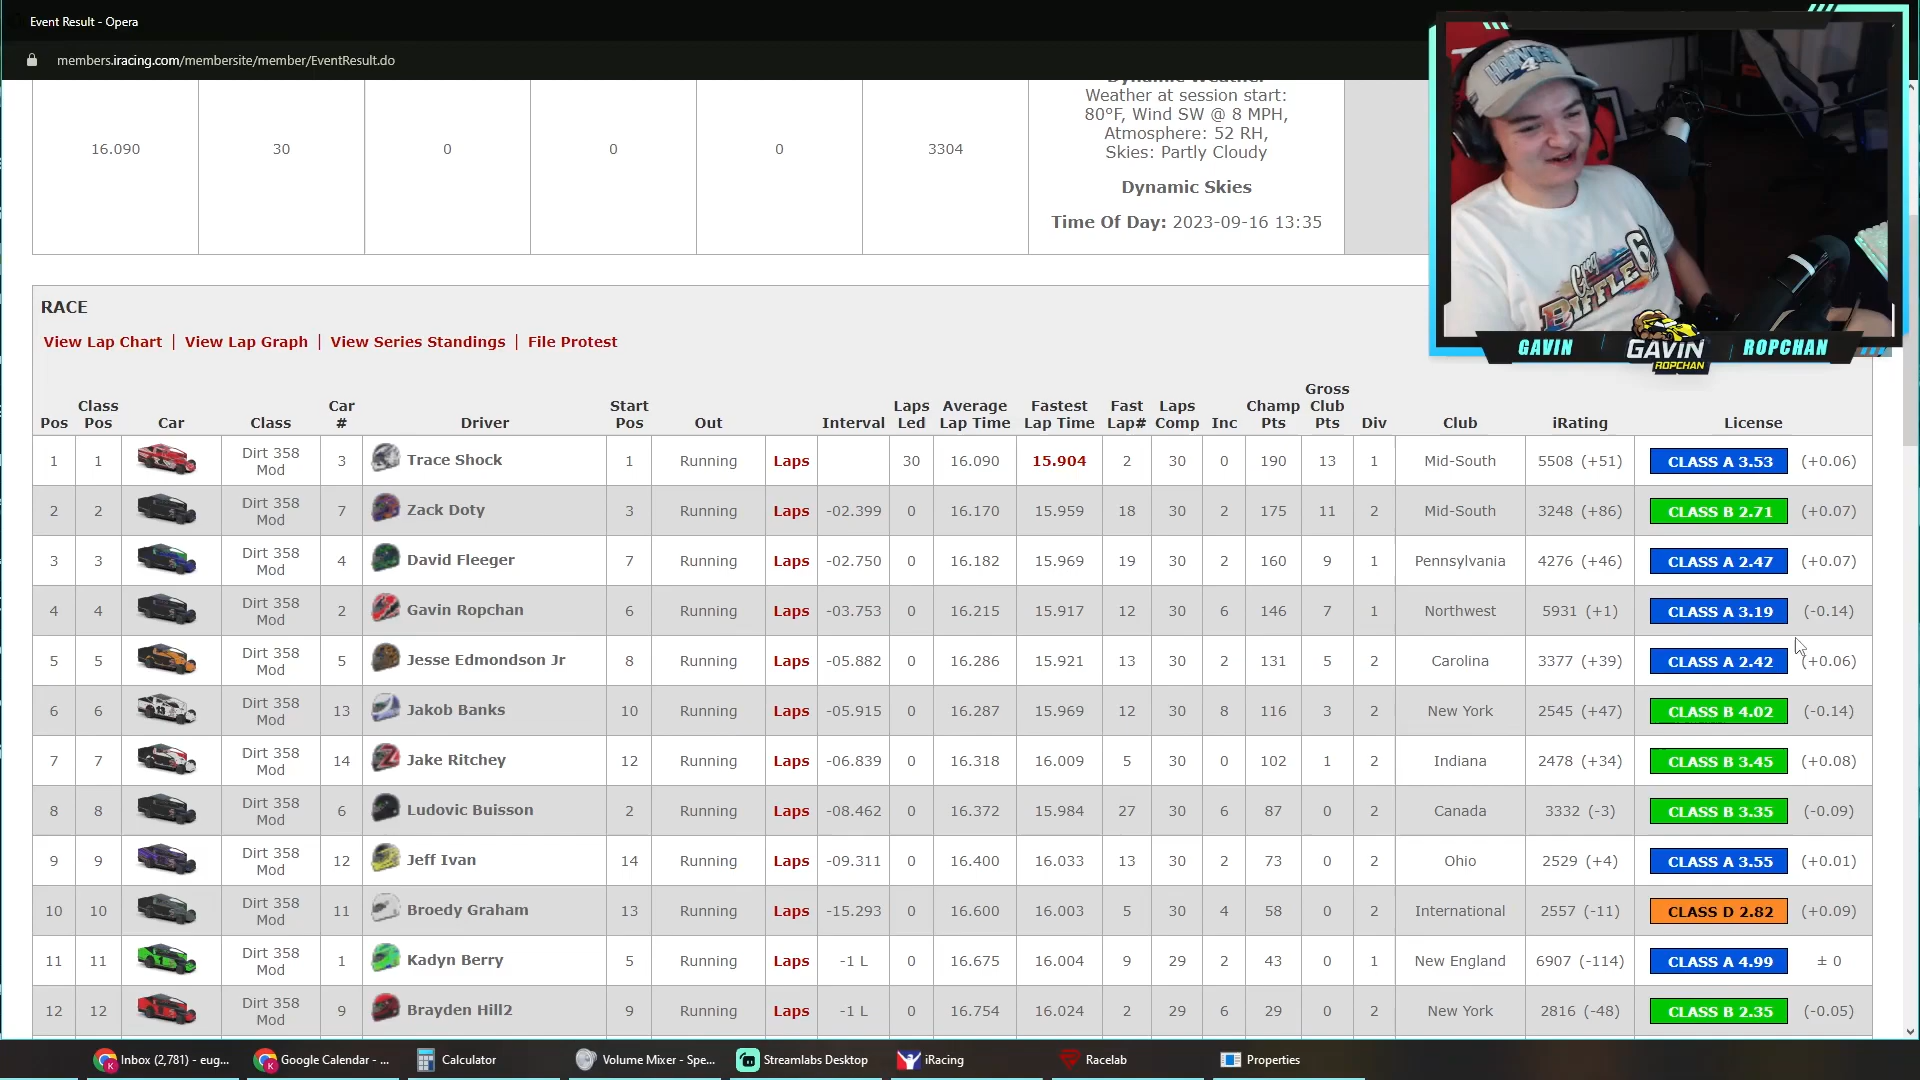 Event Result - Opera
members.iracing.com/membersite/member/EventResult.do
Dynamic Weather
Weather at session start:
80°F, Wind SW @ 8 MPH,
Atmosphere: 52 RH,
Skies: Partly Cloudy
16.090 30 0 0 0 3304
Dynamic Skies
Time Of Day: 2023-09-16 13:35
HAWKEN
4
Greg
BIFFLE
6
GAVIN GAVIN ROPCHAN ROPCHAN
RACE
View Lap Chart | View Lap Graph | View Series Standings | File Protest
Pos Class Pos Car Class Car # Driver Start Pos Out Interval Laps Led Average Lap Time Fastest Lap Time Fast Lap# Laps Comp Inc Champ Pts Gross Club Pts Div Club iRating License
1 1 Dirt 358 Mod 3 Trace Shock 1 Running Laps 30 16.090 15.904 2 30 0 190 13 1 Mid-South 5508 (+51) CLASS A 3.53 (+0.06)
2 2 Dirt 358 Mod 7 Zack Doty 3 Running Laps -02.399 0 16.170 15.959 18 30 2 175 11 2 Mid-South 3248 (+86) CLASS B 2.71 (+0.07)
3 3 Dirt 358 Mod 4 David Fleeger 7 Running Laps -02.750 0 16.182 15.969 19 30 2 160 9 1 Pennsylvania 4276 (+46) CLASS A 2.47 (+0.07)
4 4 Dirt 358 Mod 2 Gavin Ropchan 6 Running Laps -03.753 0 16.215 15.917 12 30 6 146 7 1 Northwest 5931 (+1) CLASS A 3.19 (-0.14)
5 5 Dirt 358 Mod 5 Jesse Edmondson Jr 8 Running Laps -05.882 0 16.286 15.921 13 30 2 131 5 2 Carolina 3377 (+39) CLASS A 2.42 (+0.06)
6 6 Dirt 358 Mod 13 Jakob Banks 10 Running Laps -05.915 0 16.287 15.969 12 30 8 116 3 2 New York 2545 (+47) CLASS B 4.02 (-0.14)
7 7 Dirt 358 Mod 14 Jake Ritchey 12 Running Laps -06.839 0 16.318 16.009 5 30 0 102 1 2 Indiana 2478 (+34) CLASS B 3.45 (+0.08)
8 8 Dirt 358 Mod 6 Ludovic Buisson 2 Running Laps -08.462 0 16.372 15.984 27 30 6 87 0 2 Canada 3332 (-3) CLASS B 3.35 (-0.09)
9 9 Dirt 358 Mod 12 Jeff Ivan 14 Running Laps -09.311 0 16.400 16.033 13 30 2 73 0 2 Ohio 2529 (+4) CLASS A 3.55 (+0.01)
10 10 Dirt 358 Mod 11 Broedy Graham 13 Running Laps -15.293 0 16.600 16.003 5 30 4 58 0 2 International 2557 (-11) CLASS D 2.82 (+0.09)
11 11 Dirt 358 Mod 1 Kadyn Berry 5 Running Laps -1 L 0 16.675 16.004 9 29 2 43 0 1 New England 6907 (-114) CLASS A 4.99 ± 0
12 12 Dirt 358 Mod 9 Brayden Hill2 9 Running Laps -1 L 0 16.754 16.024 2 29 6 29 0 2 New York 2816 (-48) CLASS B 2.35 (-0.05)
Inbox (2,781) - eug... Google Calendar - ... Calculator Volume Mixer - Spe... Streamlabs Desktop iRacing Racelab Properties